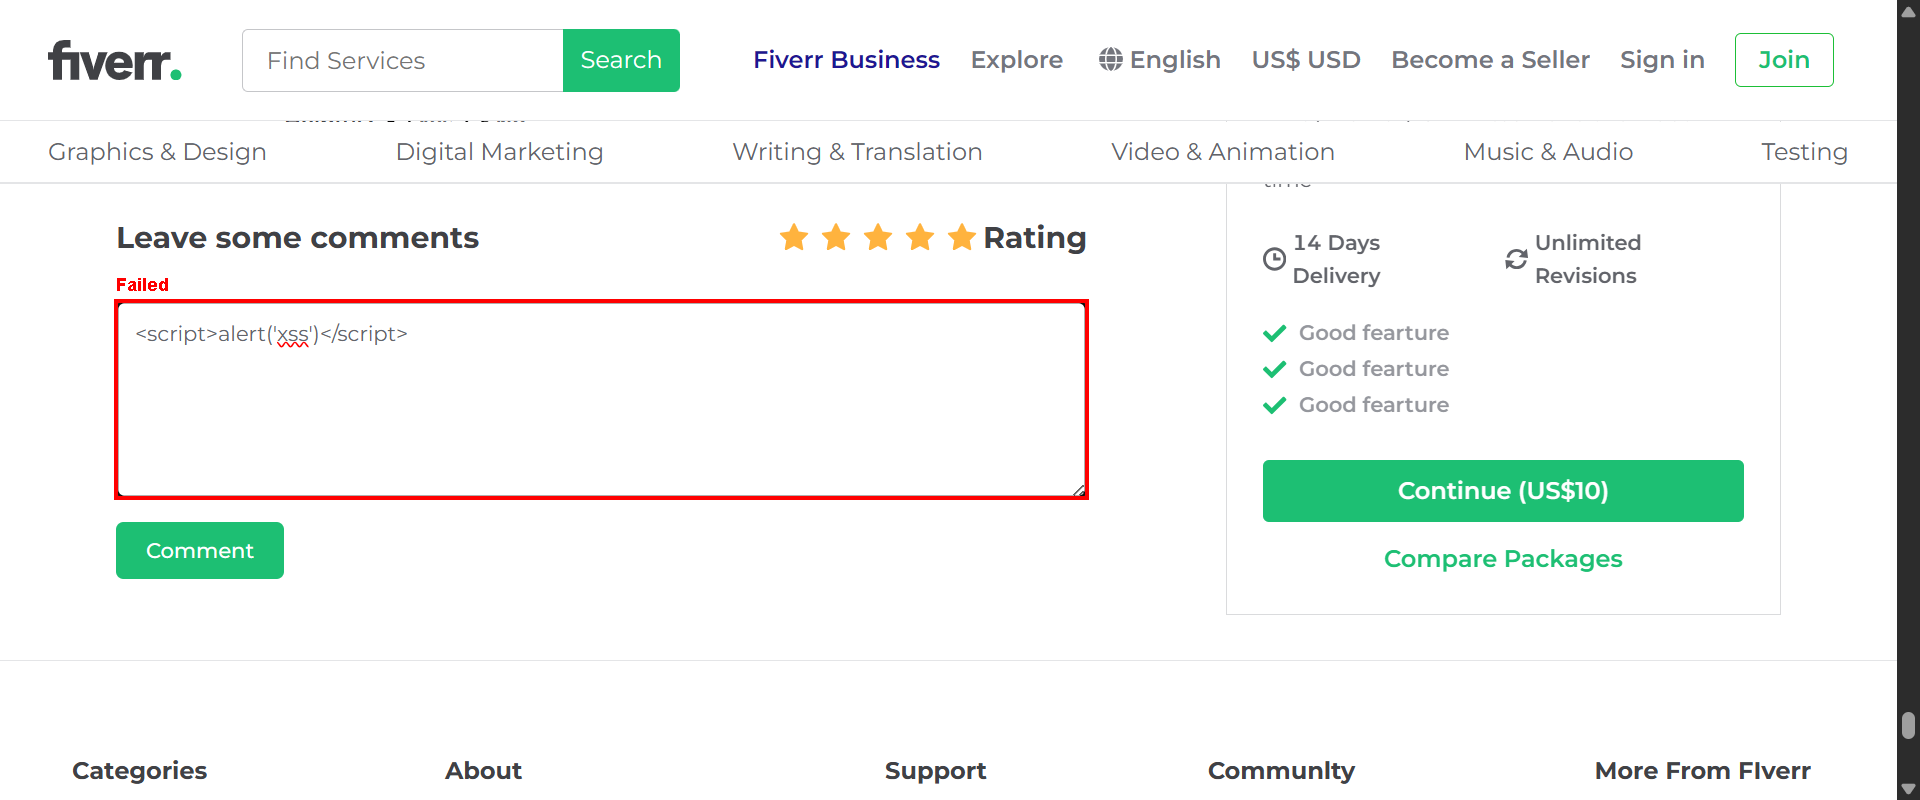 fiverr.
Find Services
Search
Fiverr Business
Explore
English
US$ USD
Become a Seller
Sign in
Join
Graphics & Design
Digital Marketing
Writing & Translation
Video & Animation
Music & Audio
Testing
Leave some comments
Rating
Failed
<script>alert('xss')</script>
Comment
14 Days
Delivery
Unlimited
Revisions
Good fearture
Good fearture
Good fearture
Continue (US$10)
Compare Packages
Categories
About
Support
CommunIty
More From FIverr